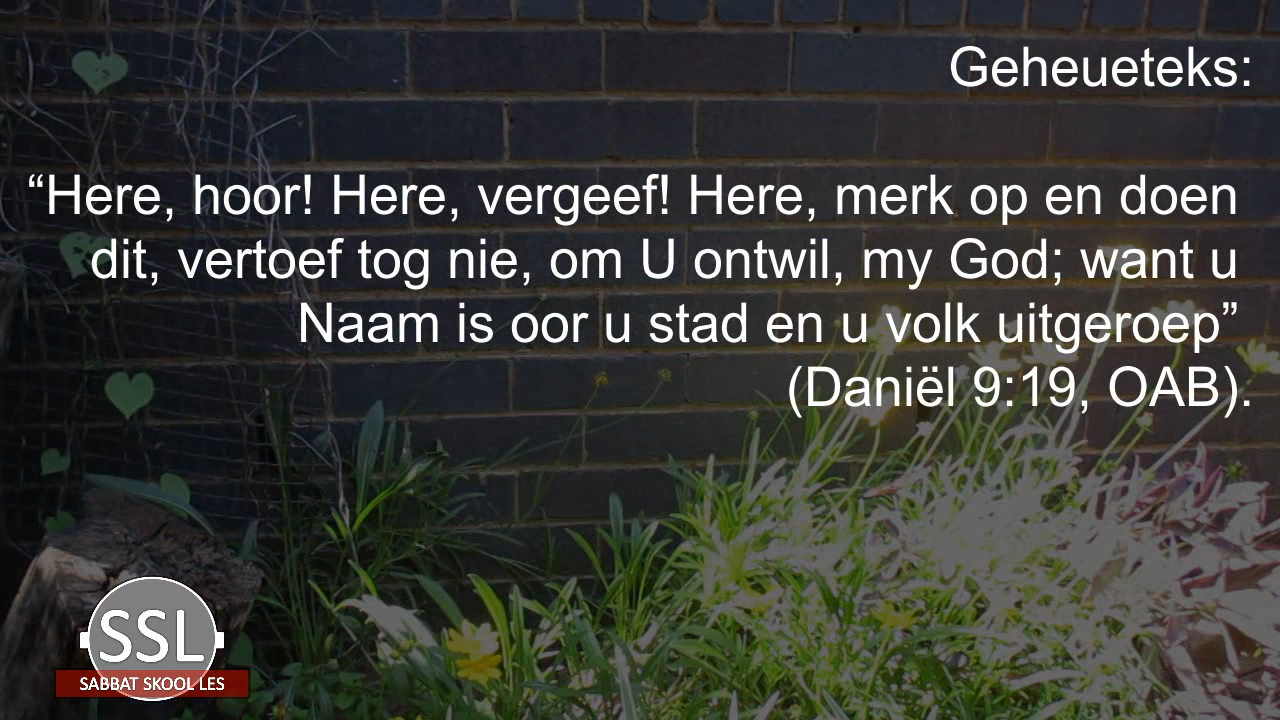 Geheueteks:
“Here, hoor! Here, vergeef! Here, merk op en doen
dit, vertoef tog nie, om U ontwil, my God; want u
Naam is oor u stad en u volk uitgeroep”
(Daniël 9:19, OAB).
SSL
SABBAT SKOOL LES